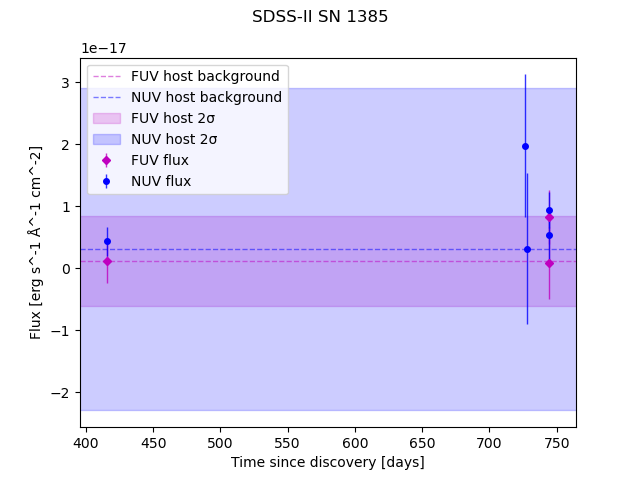 SDSS-II SN 1385
1e−17
FUV host background
NUV host background
FUV host 2σ
NUV host 2σ
FUV flux
NUV flux
3
2
1
0
−1
−2
Flux [erg s^-1 Å^-1 cm^-2]
400 450 500 550 600 650 700 750
Time since discovery [days]